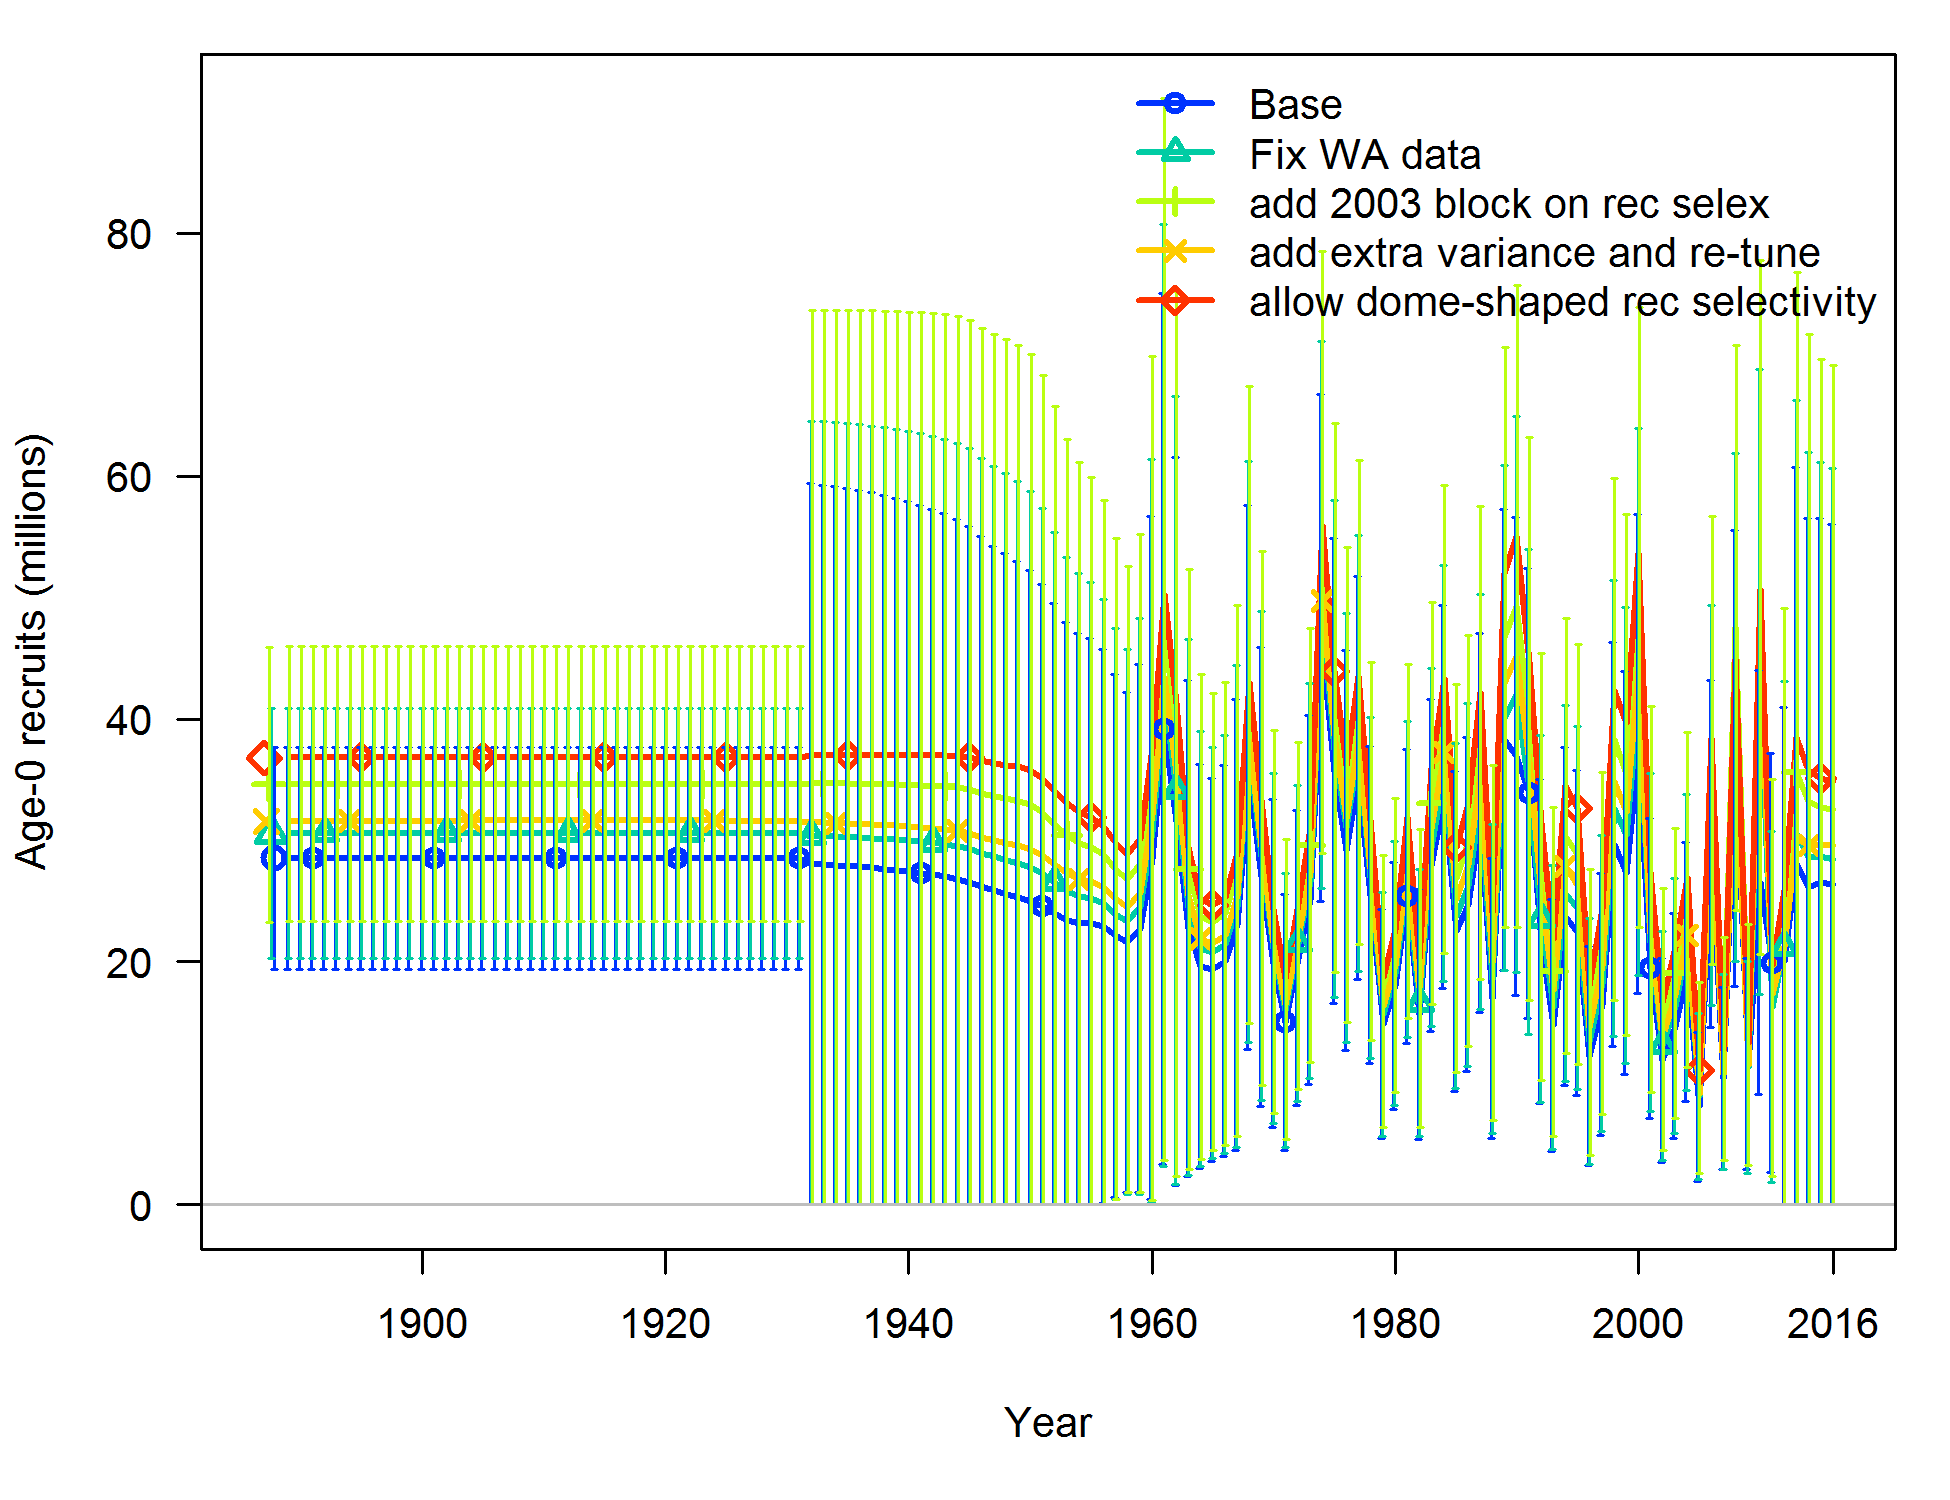 Base
Fix WA data
add 2003 block on rec selex
add extra variance and re-tune
allow dome-shaped rec selectivity
Age-0 recruits (millions)
80
60
40
20
0
1900 1920 1940 1960 1980 2000 2016
Year